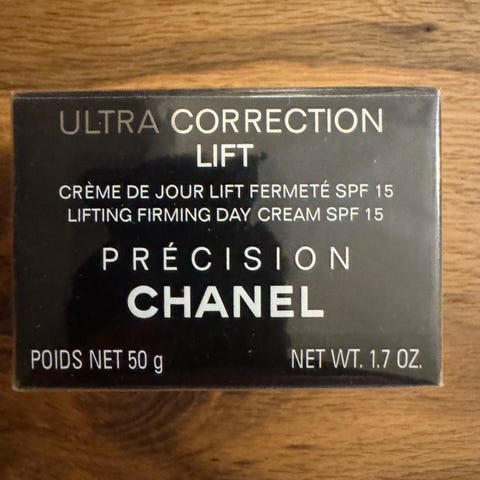 ULTRA CORRECTION
LIFT
CRÈME DE JOUR LIFT FERMETÉ SPF 15
LIFTING FIRMING DAY CREAM SPF 15
PRÉCISION
CHANEL
POIDS NET 50 g NET WT. 1.7 OZ.